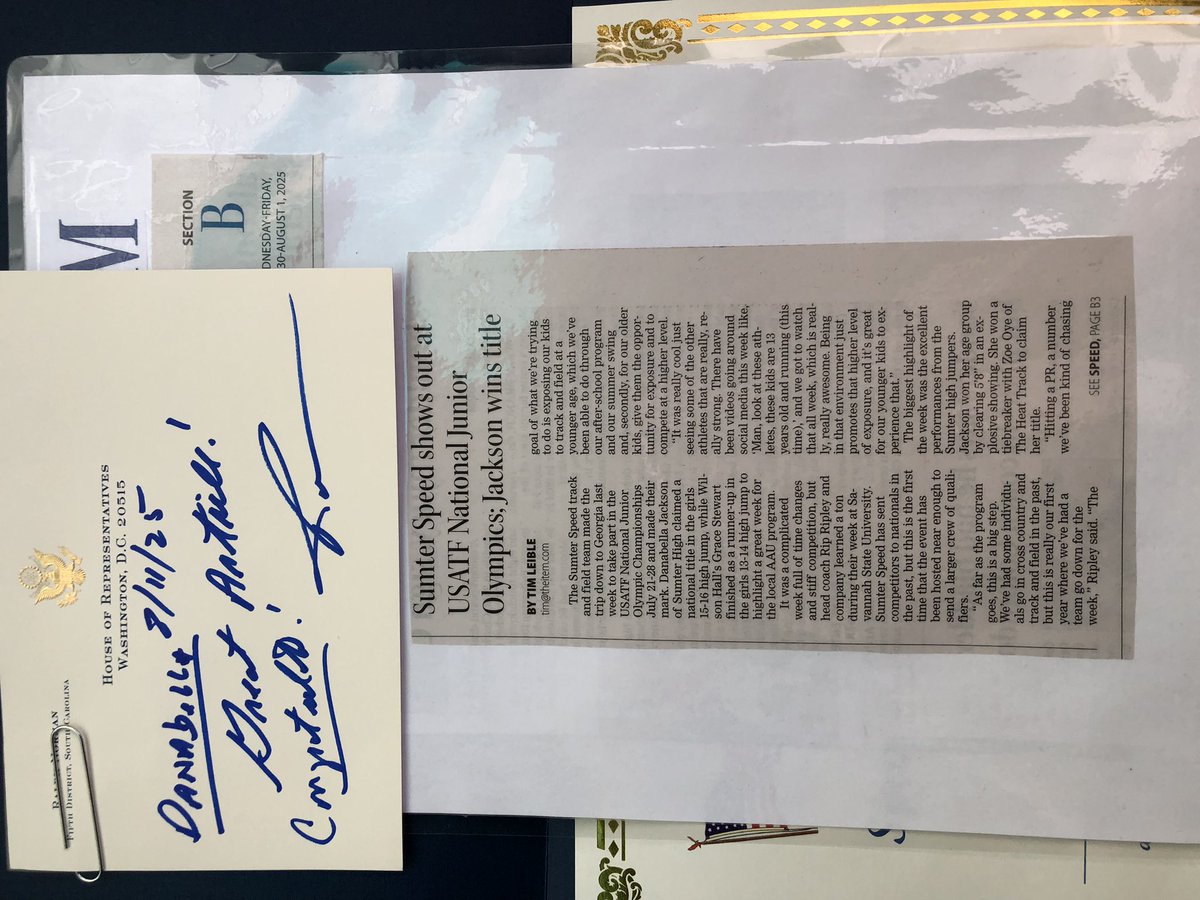 M
SECTION
B
DNESDAY-FRIDAY,
30-AUGUST 1, 2025
RALPH NORMAN
FIFTH DISTRICT, SOUTH CAROLINA
HOUSE OF REPRESENTATIVES
WASHINGTON, D.C. 20515
DANABELLA 8/11/25
Great Article!
Sumter Speed shows out at
USATF National Junior
Olympics; Jackson wins title
BY TIM LEIBLE
tim@theitem.com
The Sumter Speed track
and field team made the
trip down to Georgia last
week to take part in the
USATF National Junior
Olympic Championships
July 21-28 and made their
mark. Danabella Jackson
of Sumter High claimed a
national title in the girls
15-16 high jump, while Wil-
son Hall's Grace Stewart
finished as a runner-up in
the girls 13-14 high jump to
highlight a great week for
the local AAU program.
It was a complicated
week full of time changes
and stiff competition, but
head coach Rip Ripley and
company learned a ton
during their week at Sa-
vannah State University.
Sumter Speed has sent
competitors to nationals in
the past, but this is the first
time that the event has
been hosted near enough to
send a larger crew of quali-
fiers.
"As far as the program
goes, this is a big step.
We've had some individu-
als go in cross country and
track and field in the past,
but this is really our first
year where we've had a
team go down for the
week," Ripley said. "The
goal of what we're trying
to do is exposing our kids
to track and field at a
younger age, which we've
been able to do through
our after-school program
and our summer swing
and, secondly, for our older
kids, give them the oppor-
tunity for exposure and to
compete at a higher level.
"It was really cool just
seeing some of the other
athletes that are really, re-
ally strong. There have
been videos going around
social media this week like,
'Man, look at these ath-
letes, these kids are 13
years old and running (this
time),' and we got to watch
that all week, which is real-
ly, really awesome. Being
in that environment just
promotes that higher level
of exposure, and it's great
for our younger kids to ex-
perience that."
The biggest highlight of
the week was the excellent
performances from the
Sumter high jumpers.
Jackson won her age group
by clearing 5'9" in an ex-
plosive showing. She won a
tiebreaker with Zoe Oye of
The Heat Track to claim
her title.
"Hitting a PR, a number
we've been kind of chasing
SEE SPEED, PAGE B3